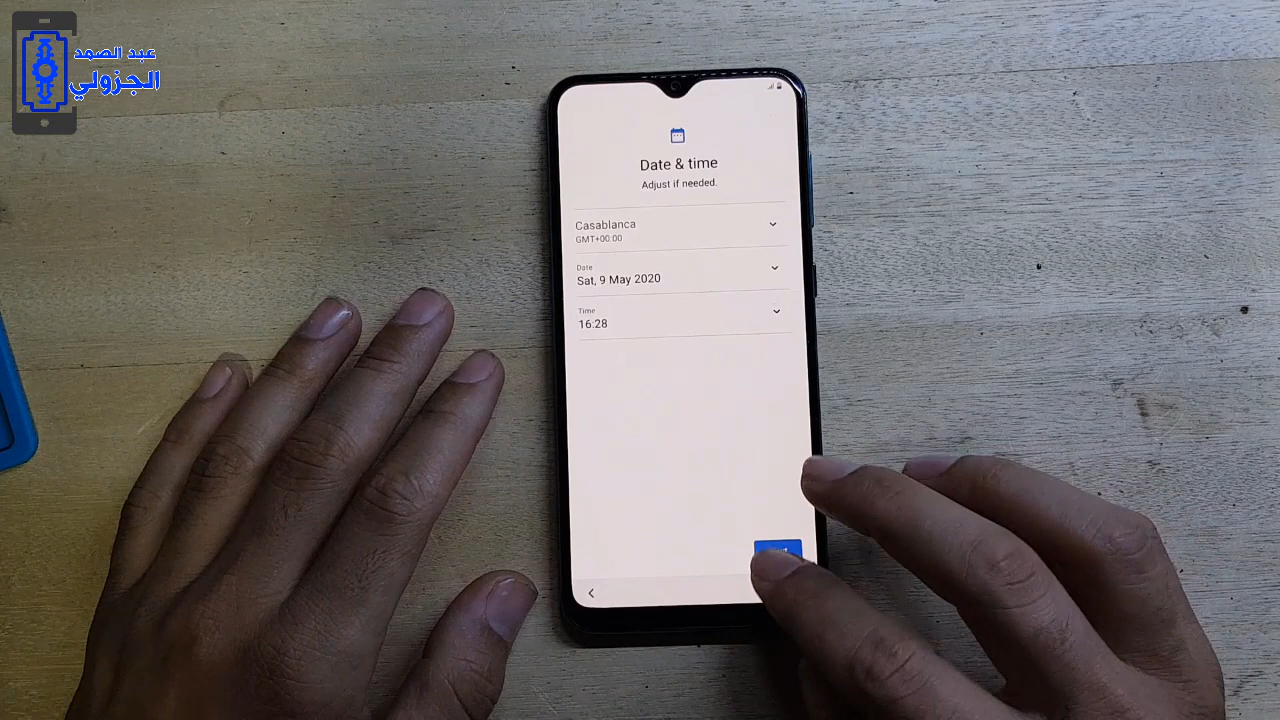 عبد الصمد
الجزولي
Date & time
Adjust if needed.
Casablanca
GMT+00:00
Date
Sat, 9 May 2020
Time
16:28